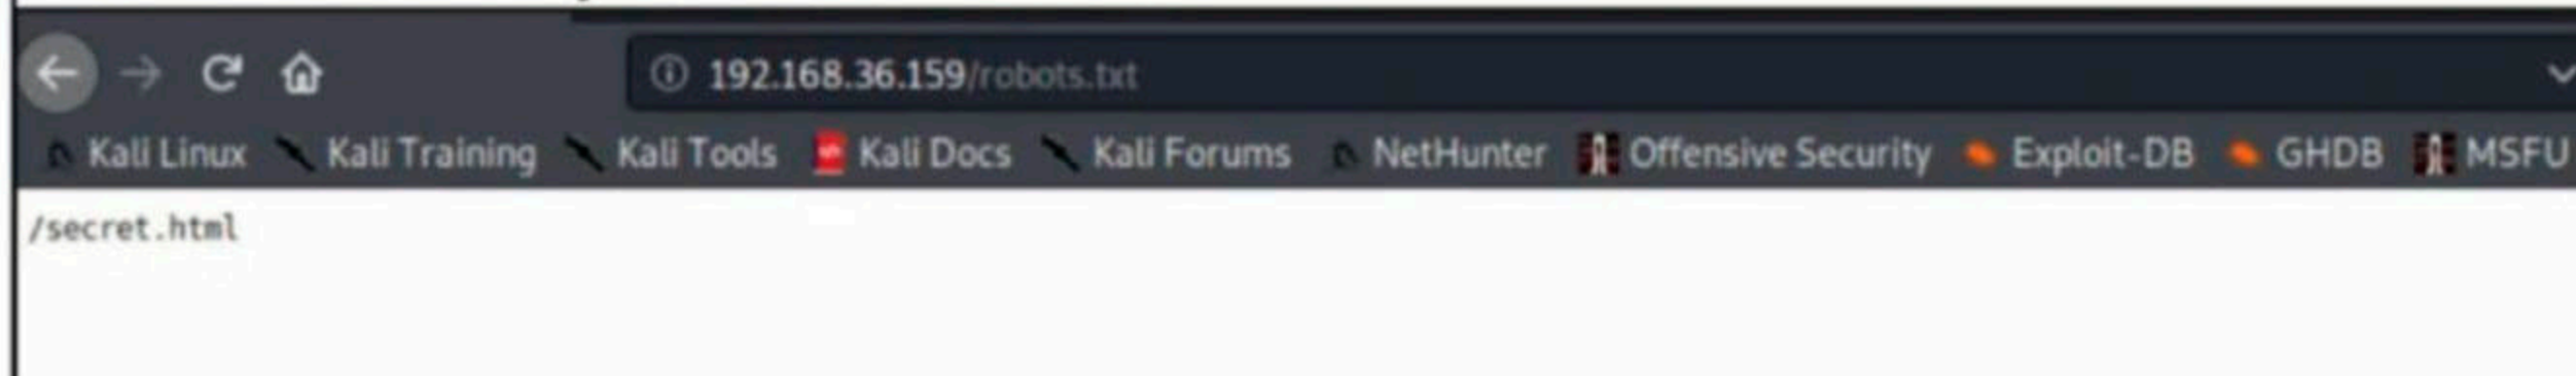 192.168.36.159/robots.txt
Kali Linux Kali Training Kali Tools Kali Docs Kali Forums NetHunter Offensive Security Exploit-DB GHDB MSFU
/secret.html